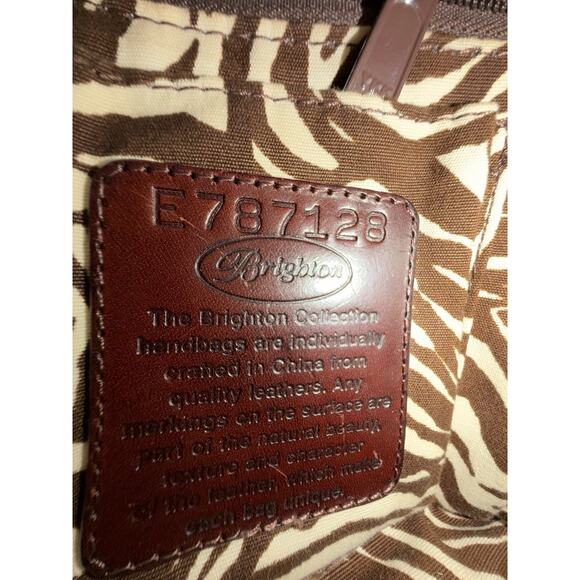 E787128
Brighton
The Brighton Collection
handbags are individually
crafted in China from
quality leathers. Any
markings on the surface are
part of the natural beauty,
texture and character
of the leather, which make
each bag unique.